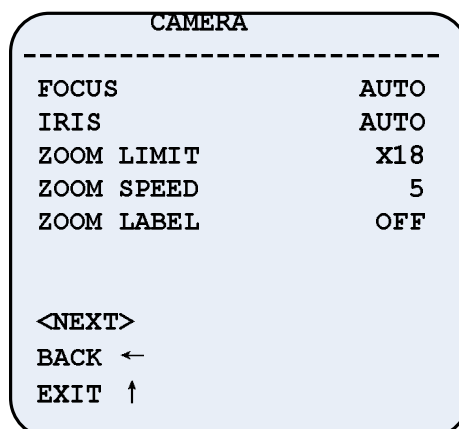 CAMERA
FOCUS AUTO
IRIS AUTO
ZOOM LIMIT X18
ZOOM SPEED 5
ZOOM LABEL OFF
<NEXT>
BACK ←
EXIT ↑